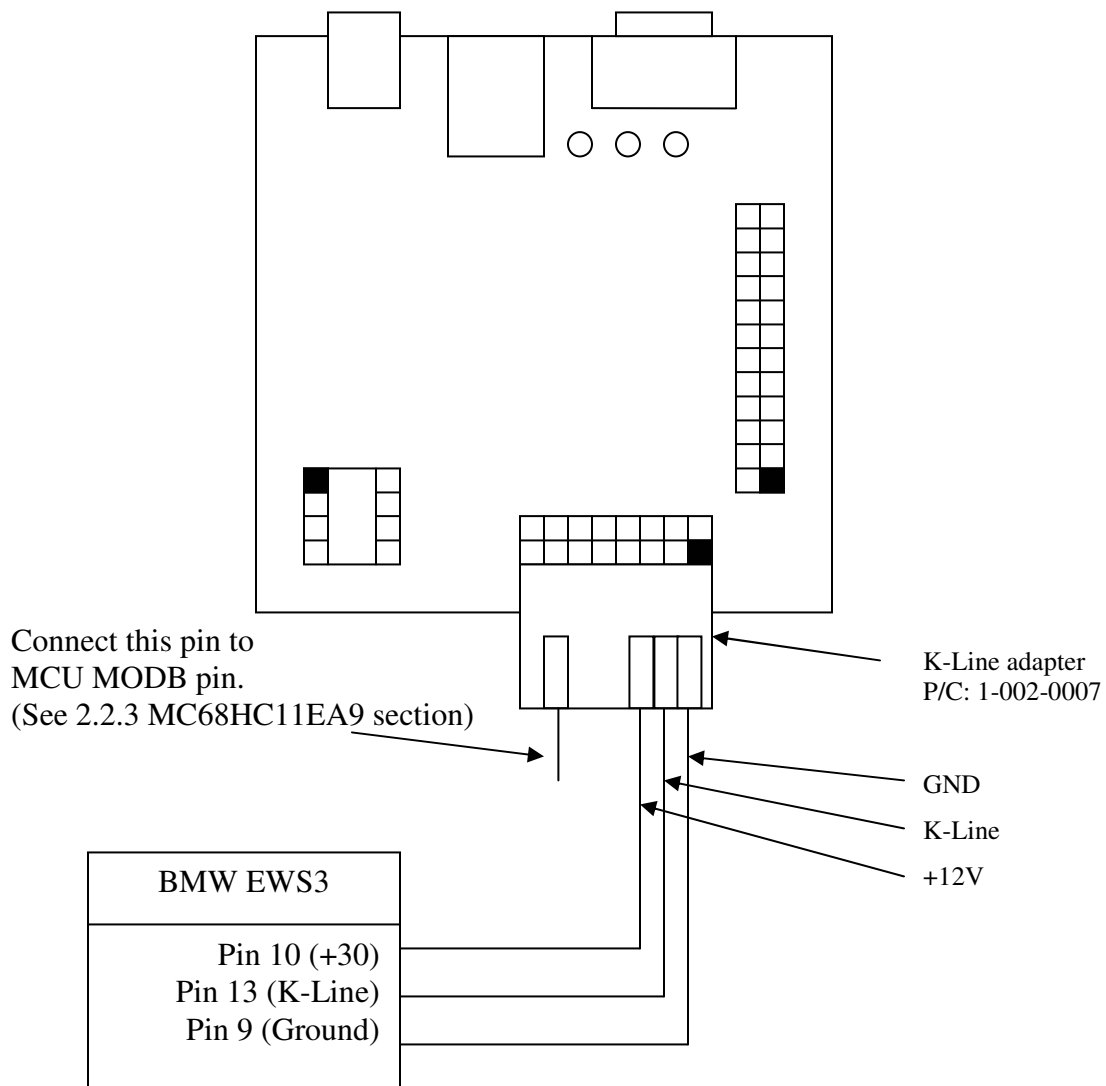 Connect this pin to
MCU MODB pin.
(See 2.2.3 MC68HC11EA9 section)
K-Line adapter
P/C: 1-002-0007
GND
K-Line
+12V
BMW EWS3
Pin 10 (+30)
Pin 13 (K-Line)
Pin 9 (Ground)